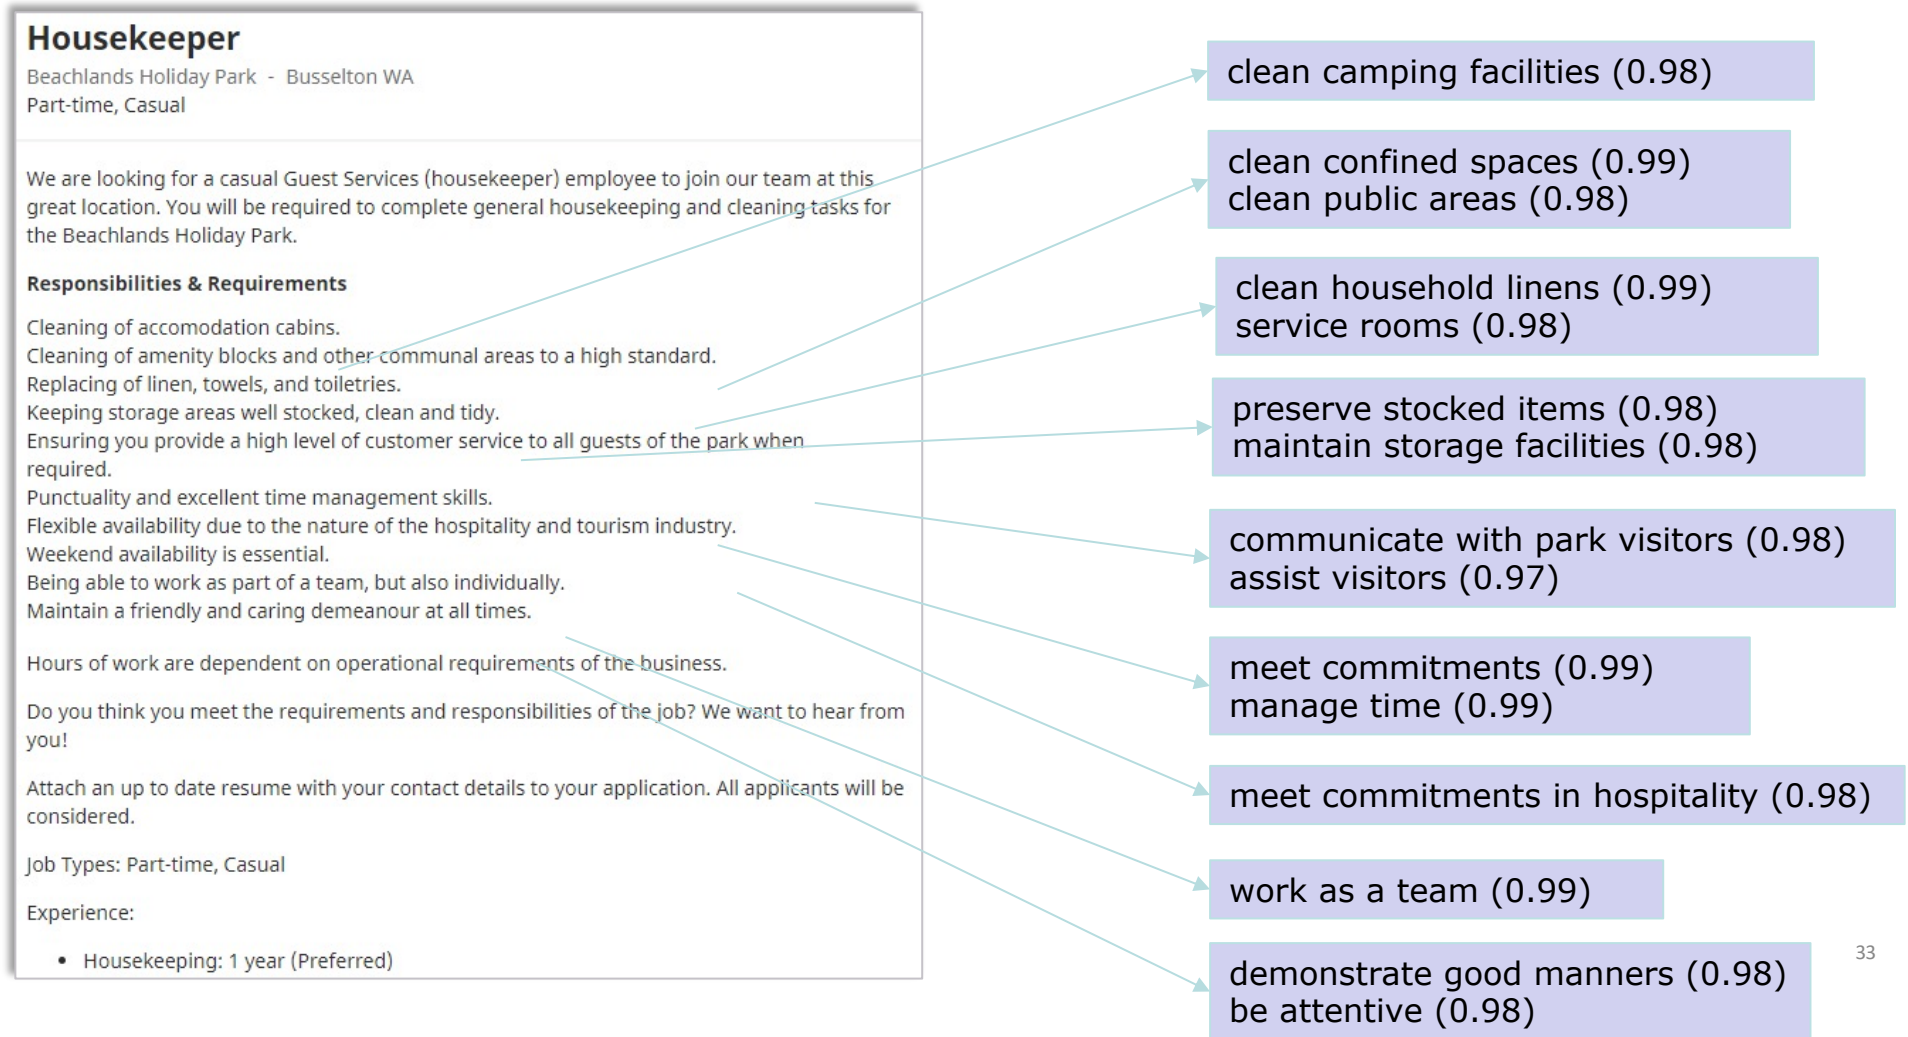 Housekeeper
Beachlands Holiday Park - Busselton WA
Part-time, Casual
We are looking for a casual Guest Services (housekeeper) employee to join our team at this
great location. You will be required to complete general housekeeping and cleaning tasks for
the Beachlands Holiday Park.
Responsibilities & Requirements
Cleaning of accomodation cabins.
Cleaning of amenity blocks and other communal areas to a high standard.
Replacing of linen, towels, and toiletries.
Keeping storage areas well stocked, clean and tidy.
Ensuring you provide a high level of customer service to all guests of the park when
required.
Punctuality and excellent time management skills.
Flexible availability due to the nature of the hospitality and tourism industry.
Weekend availability is essential.
Being able to work as part of a team, but also individually.
Maintain a friendly and caring demeanour at all times.
Hours of work are dependent on operational requirements of the business.
Do you think you meet the requirements and responsibilities of the job? We want to hear from
you!
Attach an up to date resume with your contact details to your application. All applicants will be
considered.
Job Types: Part-time, Casual
Experience:
• Housekeeping: 1 year (Preferred)
clean camping facilities (0.98)
clean confined spaces (0.99)
clean public areas (0.98)
clean household linens (0.99)
service rooms (0.98)
preserve stocked items (0.98)
maintain storage facilities (0.98)
communicate with park visitors (0.98)
assist visitors (0.97)
meet commitments (0.99)
manage time (0.99)
meet commitments in hospitality (0.98)
work as a team (0.99)
demonstrate good manners (0.98)
be attentive (0.98)
33